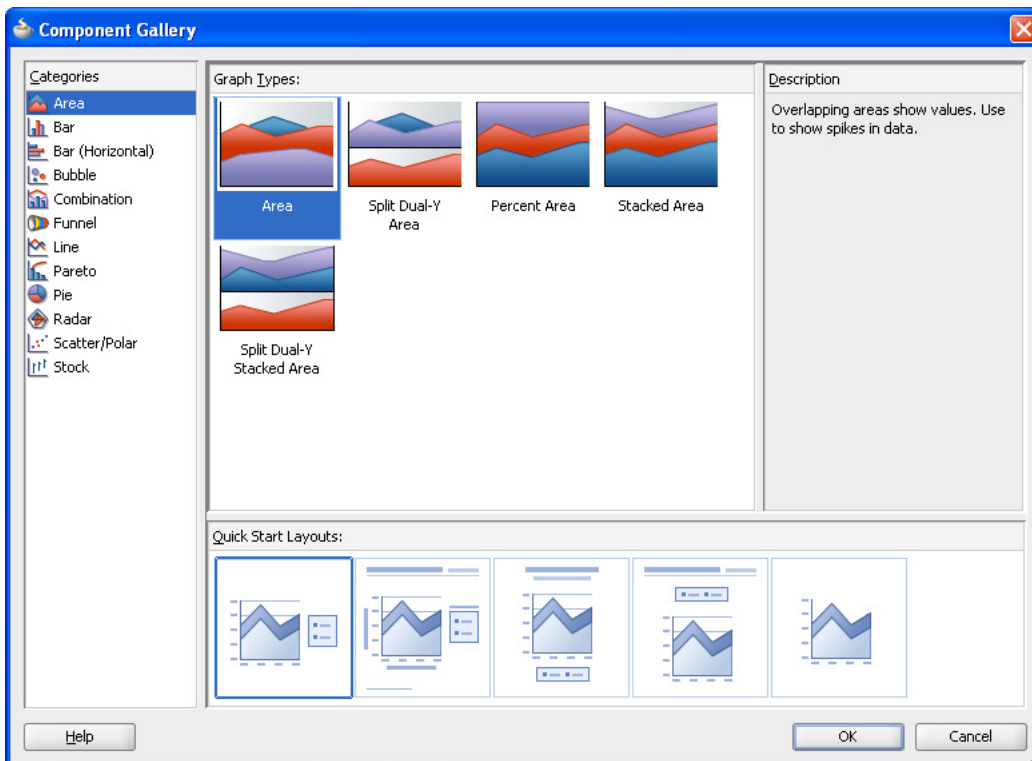 Component Gallery
Categories
Area
Bar
Bar (Horizontal)
Bubble
Combination
Funnel
Line
Pareto
Pie
Radar
Scatter/Polar
Stock
Graph Types:
Area
Split Dual-Y
Area
Percent Area
Stacked Area
Split Dual-Y
Stacked Area
Description
Overlapping areas show values. Use
to show spikes in data.
Quick Start Layouts:
Help
OK
Cancel